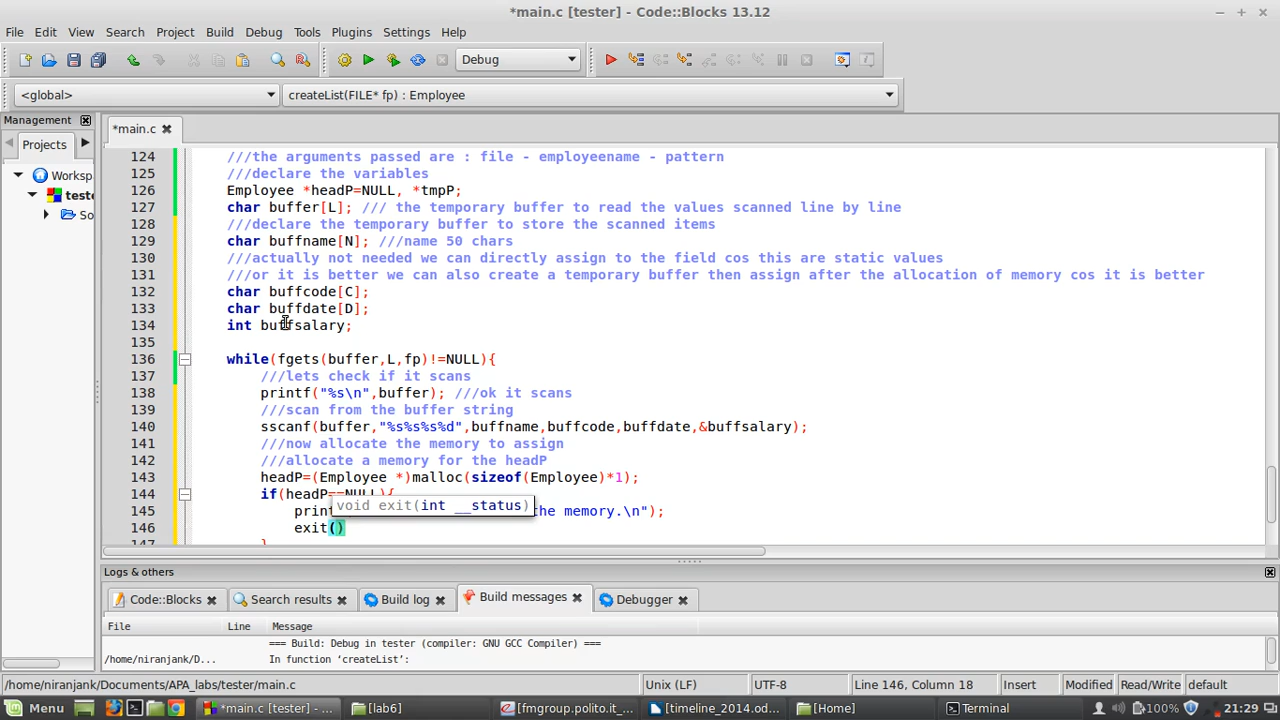 *main.c [tester] - Code::Blocks 13.12
File Edit View Search Project Build Debug Tools Plugins Settings Help
Debug
<global> createList(FILE* fp) : Employee
Management
*main.c
Projects
Worksp
teste
So
124 ///the arguments passed are : file - employeename - pattern
125 ///declare the variables
126 Employee *headP=NULL, *tmpP;
127 char buffer[L]; /// the temporary buffer to read the values scanned line by line
128 ///declare the temporary buffer to store the scanned items
129 char buffname[N]; ///name 50 chars
130 ///actually not needed we can directly assign to the field cos this are static values
131 ///or it is better we can also create a temporary buffer then assign after the allocation of memory cos it is better
132 char buffcode[C];
133 char buffdate[D];
134 int buffsalary;
135
136 while(fgets(buffer,L,fp)!=NULL){
137 ///lets check if it scans
138 printf("%s\n",buffer); ///ok it scans
139 ///scan from the buffer string
140 sscanf(buffer,"%s%s%s%d",buffname,buffcode,buffdate,&buffsalary);
141 ///now allocate the memory to assign
142 ///allocate a memory for the headP
143 headP=(Employee *)malloc(sizeof(Employee)*1);
144 if(headP==NULL){
void exit(int __status)
145 print the memory.\n");
146 exit()
147 }
Logs & others
Code::Blocks Search results Build log Build messages Debugger
File Line Message
=== Build: Debug in tester (compiler: GNU GCC Compiler) ===
/home/niranjank/D... In function ‘createList’:
/home/niranjank/Documents/APA_labs/tester/main.c Unix (LF) UTF-8 Line 146, Column 18 Insert Modified Read/Write default
Menu *main.c [tester] - ... [lab6] [fmgroup.polito.it_... [timeline_2014.od... [Home] Terminal 100% 21:29